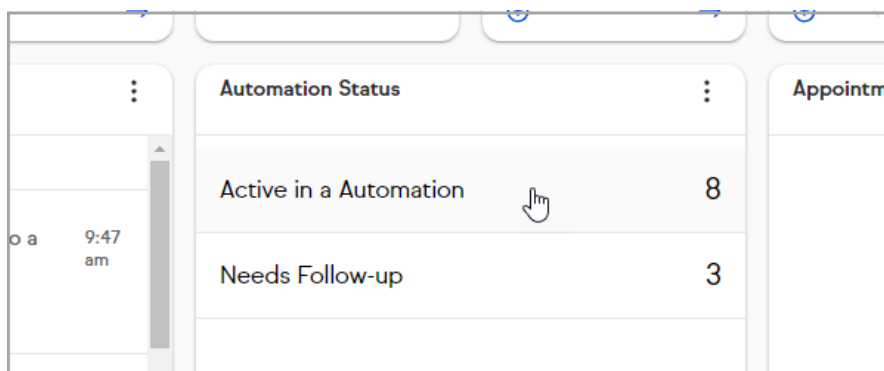 Automation Status
Appointm
Active in a Automation 8
o a 9:47
am
Needs Follow-up 3